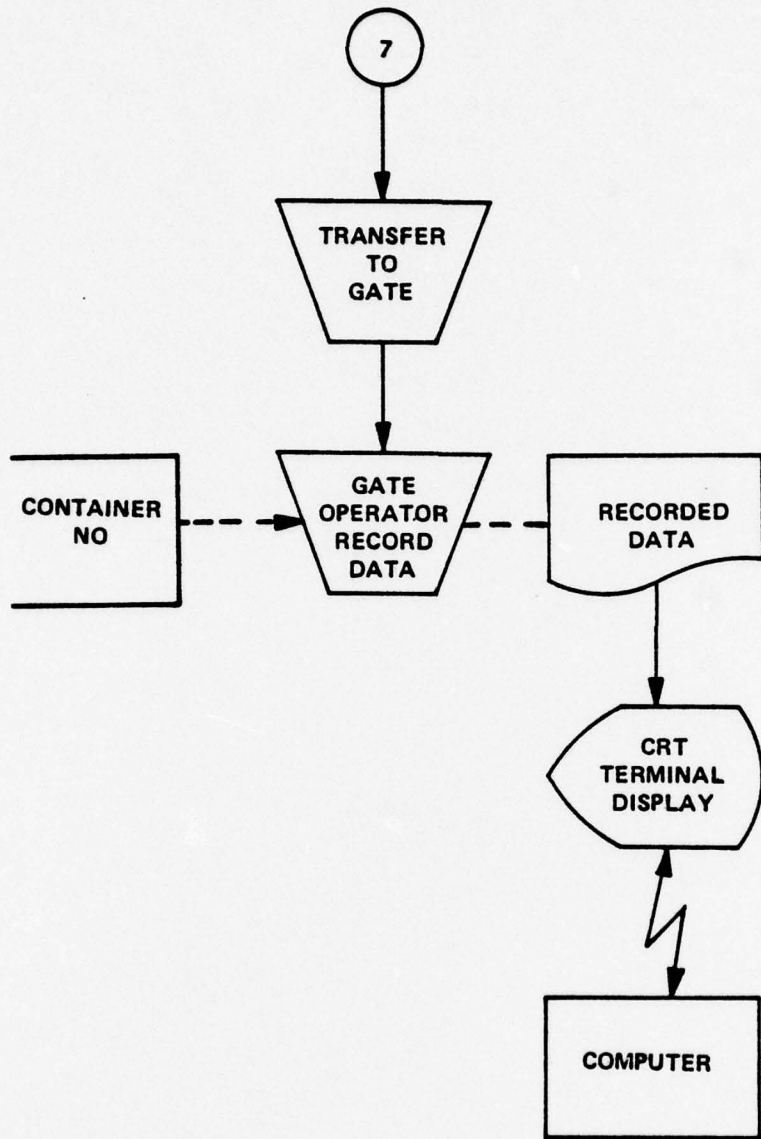 7
TRANSFER
TO
GATE
CONTAINER
NO
GATE
OPERATOR
RECORD
DATA
RECORDED
DATA
CRT
TERMINAL
DISPLAY
COMPUTER